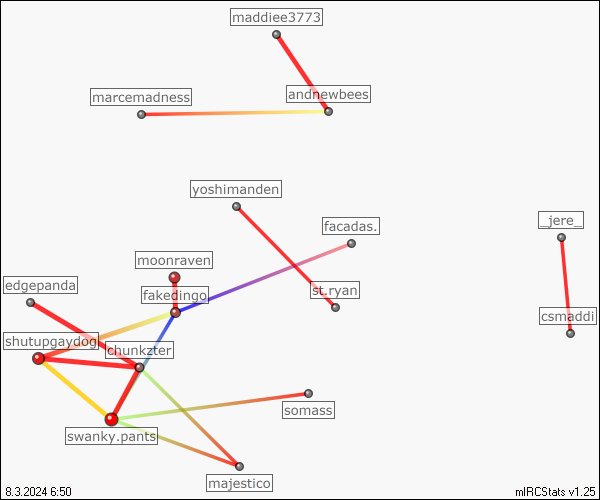 maddiee3773
andnewbees
marcemadness
yoshimanden
_jere_
facadas.
moonraven
edgepanda
fakedingo
st.ryan
csmaddi
shutupgaydog
chunkzter
somass
swanky.pants
majestico
8.3.2024 6:50
mIRCStats v1.25